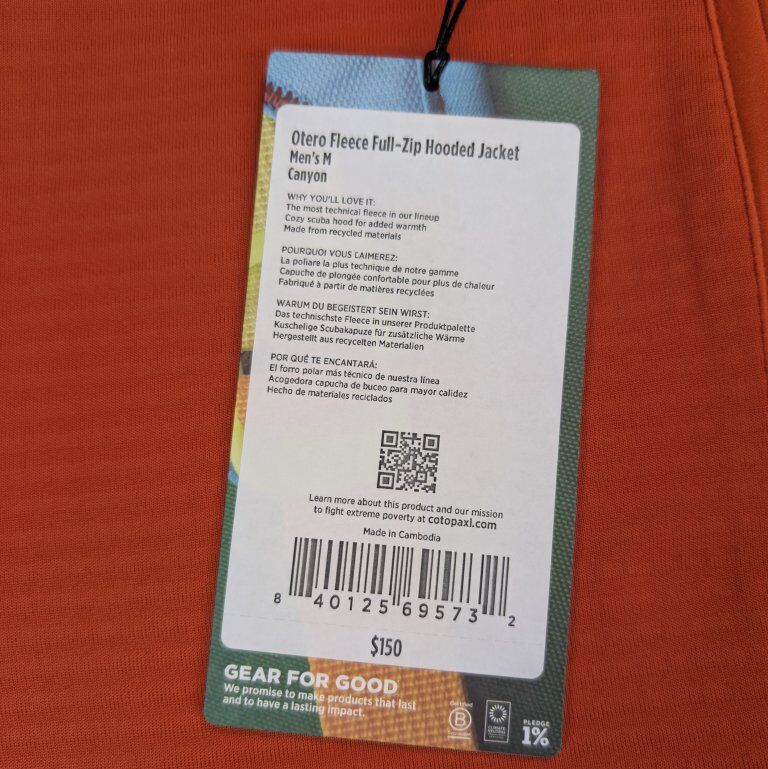 Otero Fleece Full-Zip Hooded Jacket
Men's M
Canyon
WHY YOU'LL LOVE IT:
The most technical fleece in our lineup
Cozy scuba hood for added warmth
Made from recycled materials
POURQUOI VOUS L'AIMEREZ:
La polaire la plus technique de notre gamme
Capuche de plongée confortable pour plus de chaleur
Fabriqué à partir de matières recyclées
WARUM DU BEGEISTERT SEIN WIRST:
Das technischste Fleece in unserer Produktpalette
Kuschelige Scubakapuze für zusätzliche Wärme
Hergestellt aus recycelten Materialien
POR QUÉ TE ENCANTARÁ:
El forro polar más técnico de nuestra línea
Acogedora capucha de buceo para mayor calidez
Hecho de materiales reciclados
Learn more about this product and our mission
to fight extreme poverty at cotopaxi.com
Made in Cambodia
8 40125 69573 2
$150
GEAR FOR GOOD
We promise to make products that last
and to have a lasting impact.
Certified
B
PLEDGE
1%